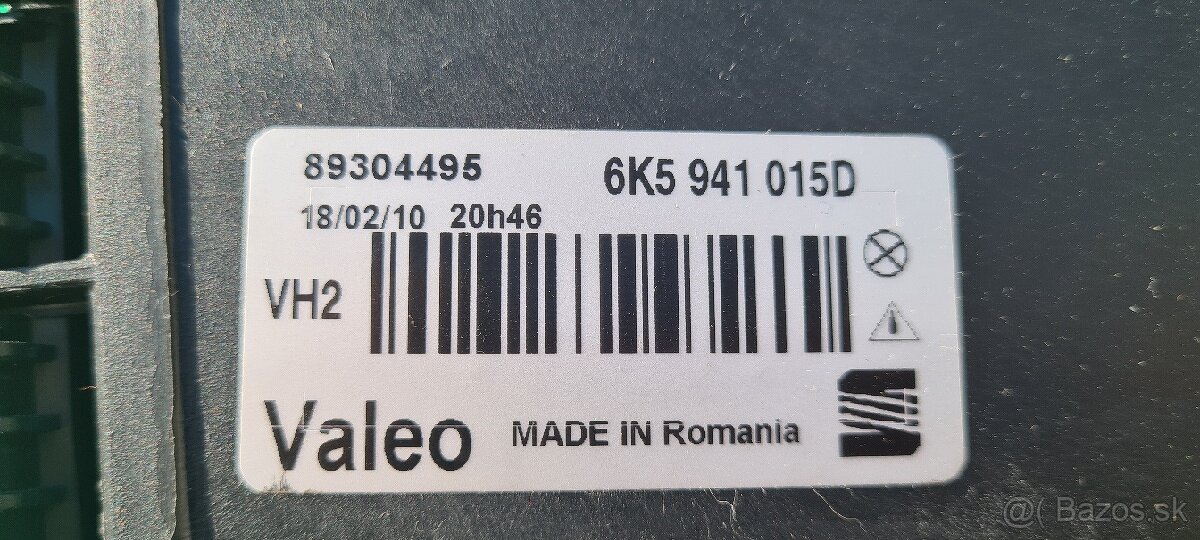 89304495 6K5 941 015D
18/02/10 20h46
VH2
Valeo MADE IN Romania
@( Bazos.sk